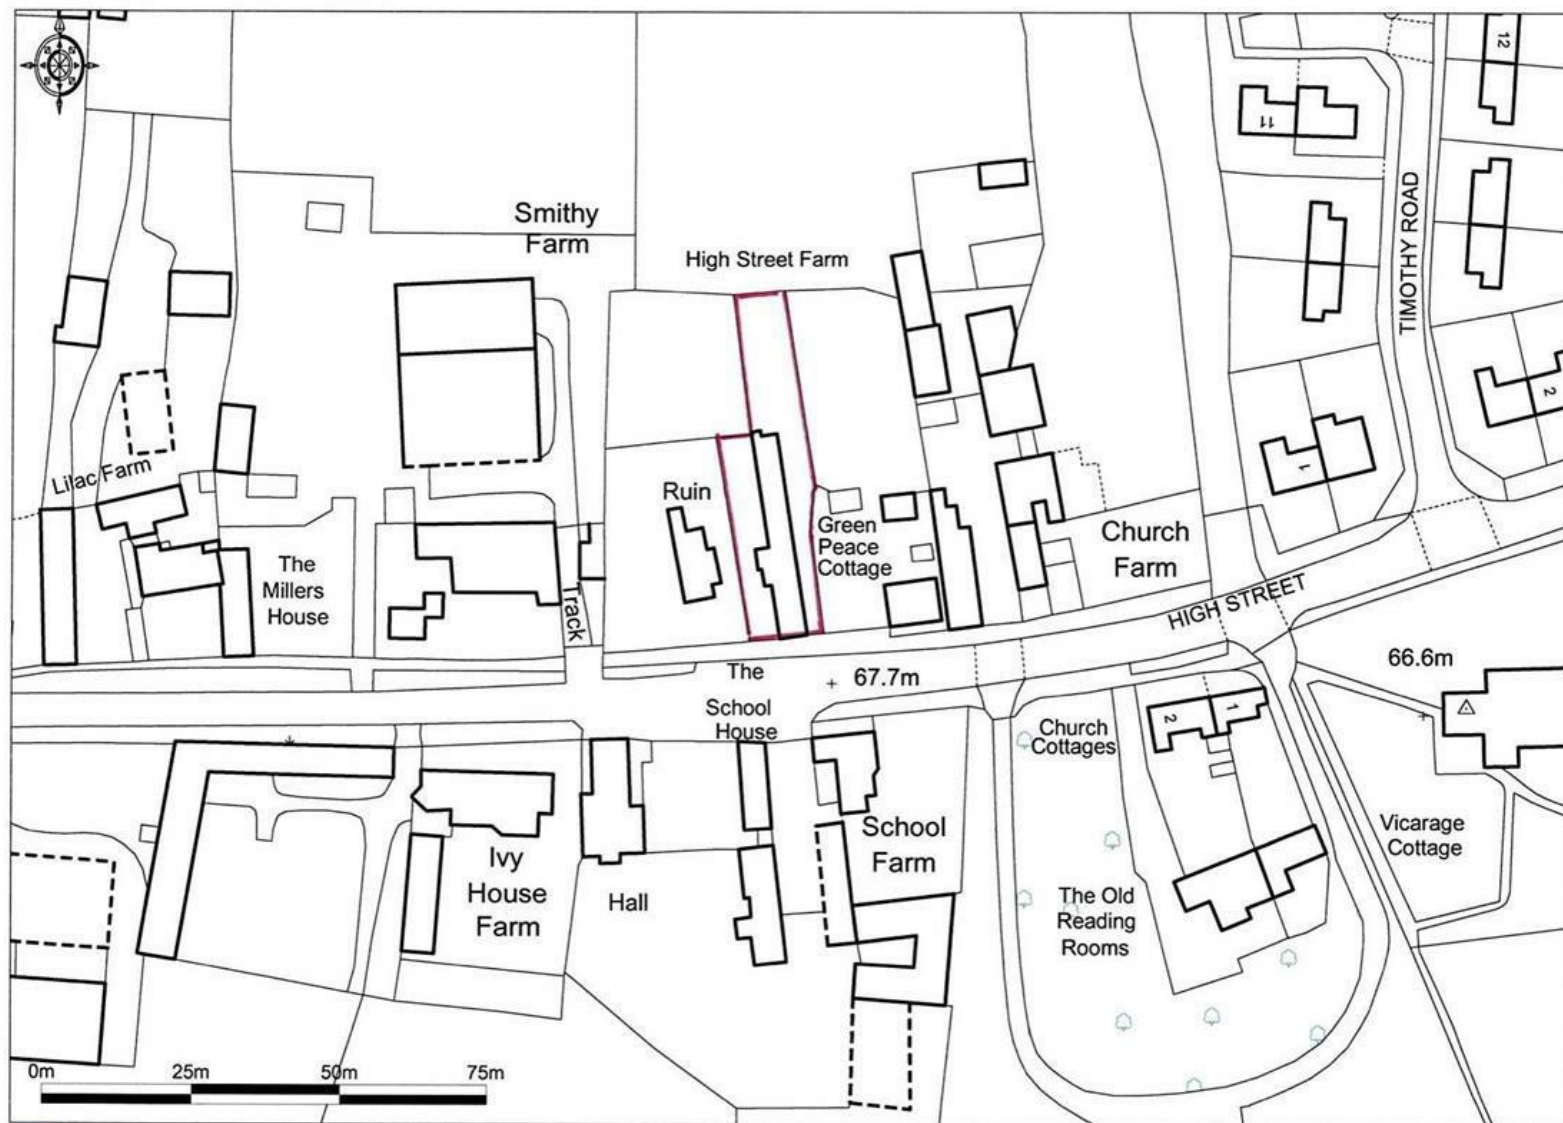 12
11
Smithy
Farm
High Street Farm
TIMOTHY ROAD
2
1
Lilac Farm
Ruin
Green
Peace
Cottage
Church
Farm
The
Millers
House
Track
HIGH STREET
The
School
House
67.7m
66.6m
Church
Cottages
2
1
School
Farm
Vicarage
Cottage
Ivy
House
Farm
Hall
The Old
Reading
Rooms
0m 25m 50m 75m